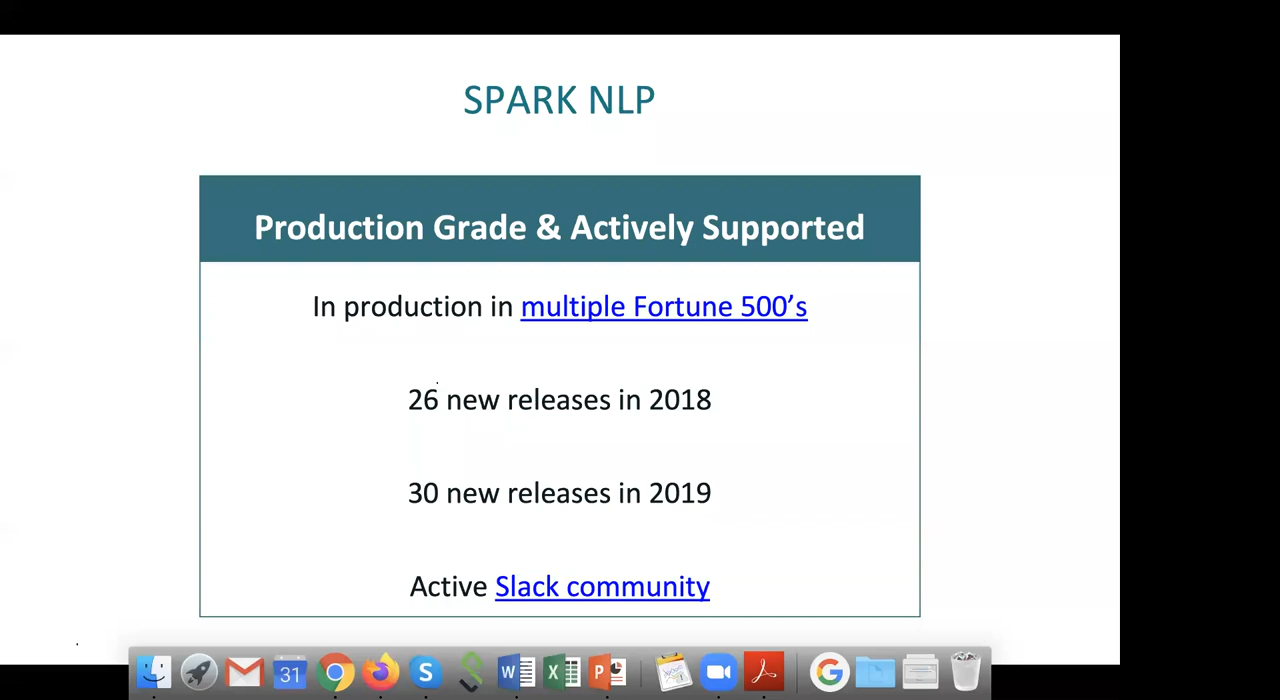 SPARK NLP
Production Grade & Actively Supported
In production in multiple Fortune 500’s
26 new releases in 2018
30 new releases in 2019
Active Slack community
31